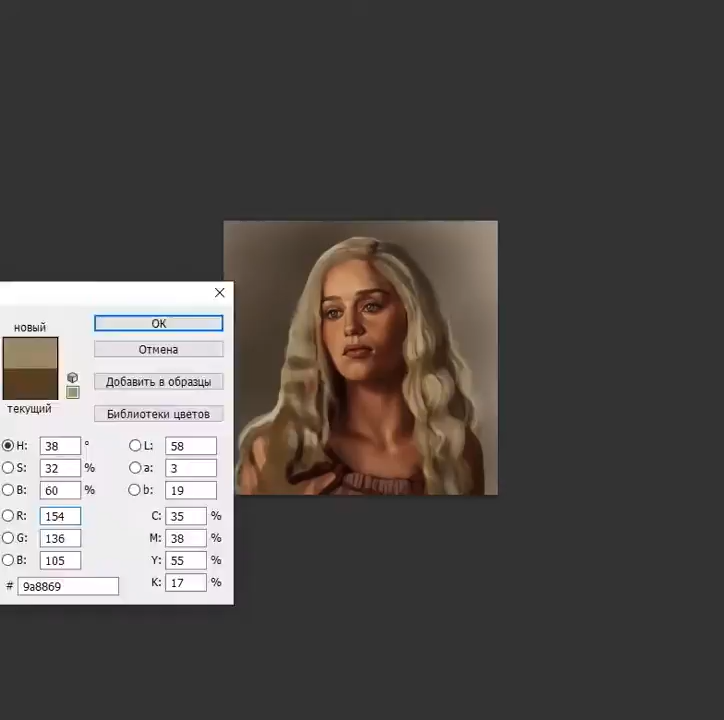 новый
текущий
OK
Отмена
Добавить в образцы
Библиотеки цветов
H: 38 °
S: 32 %
B: 60 %
R: 154
G: 136
B: 105
# 9a8869
L: 58
a: 3
b: 19
C: 35 %
M: 38 %
Y: 55 %
K: 17 %